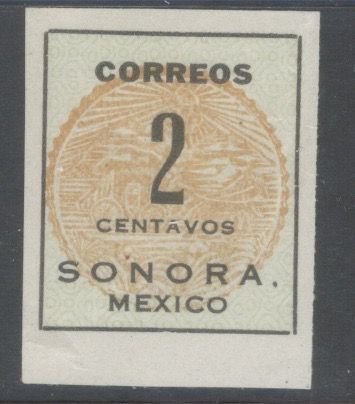 CORREOS
2
CENTAVOS
SONORA.
MEXICO